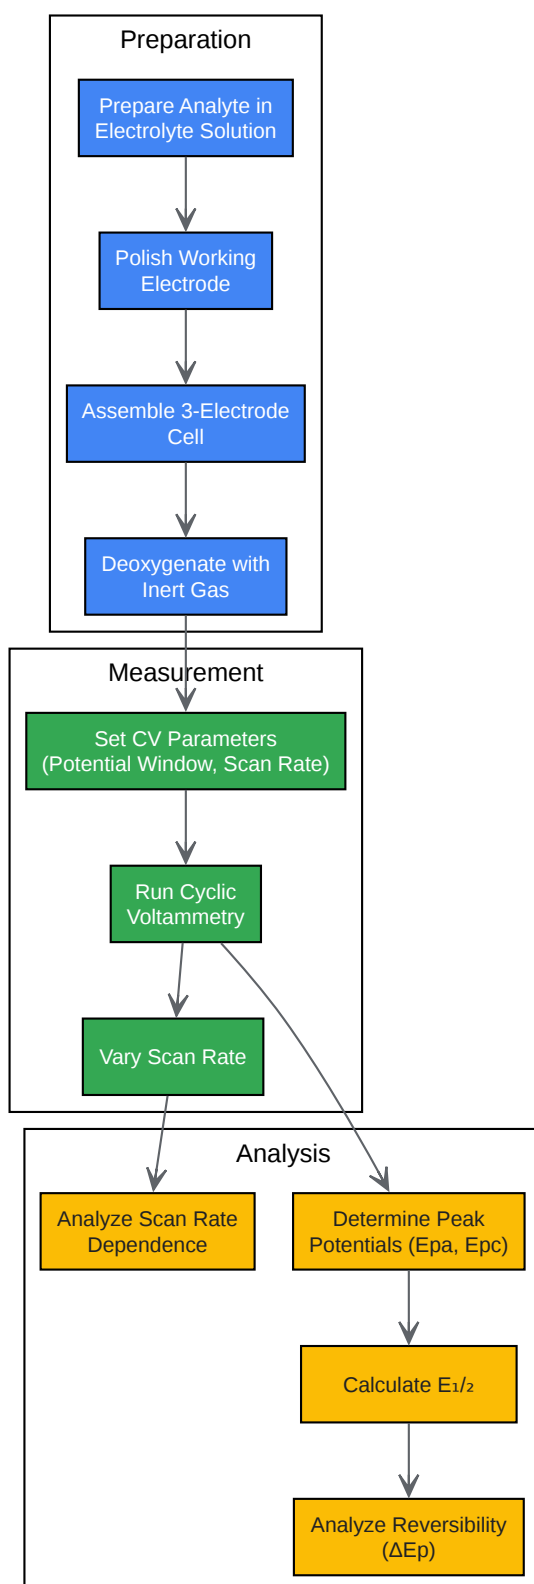 Preparation
Prepare Analyte in
Electrolyte Solution
Polish Working
Electrode
Assemble 3-Electrode
Cell
Deoxygenate with
Inert Gas
Measurement
Set CV Parameters
(Potential Window, Scan Rate)
Run Cyclic
Voltammetry
Vary Scan Rate
Analysis
Analyze Scan Rate
Dependence
Determine Peak
Potentials (Epa, Epc)
Calculate E₁/₂
Analyze Reversibility
(ΔEp)